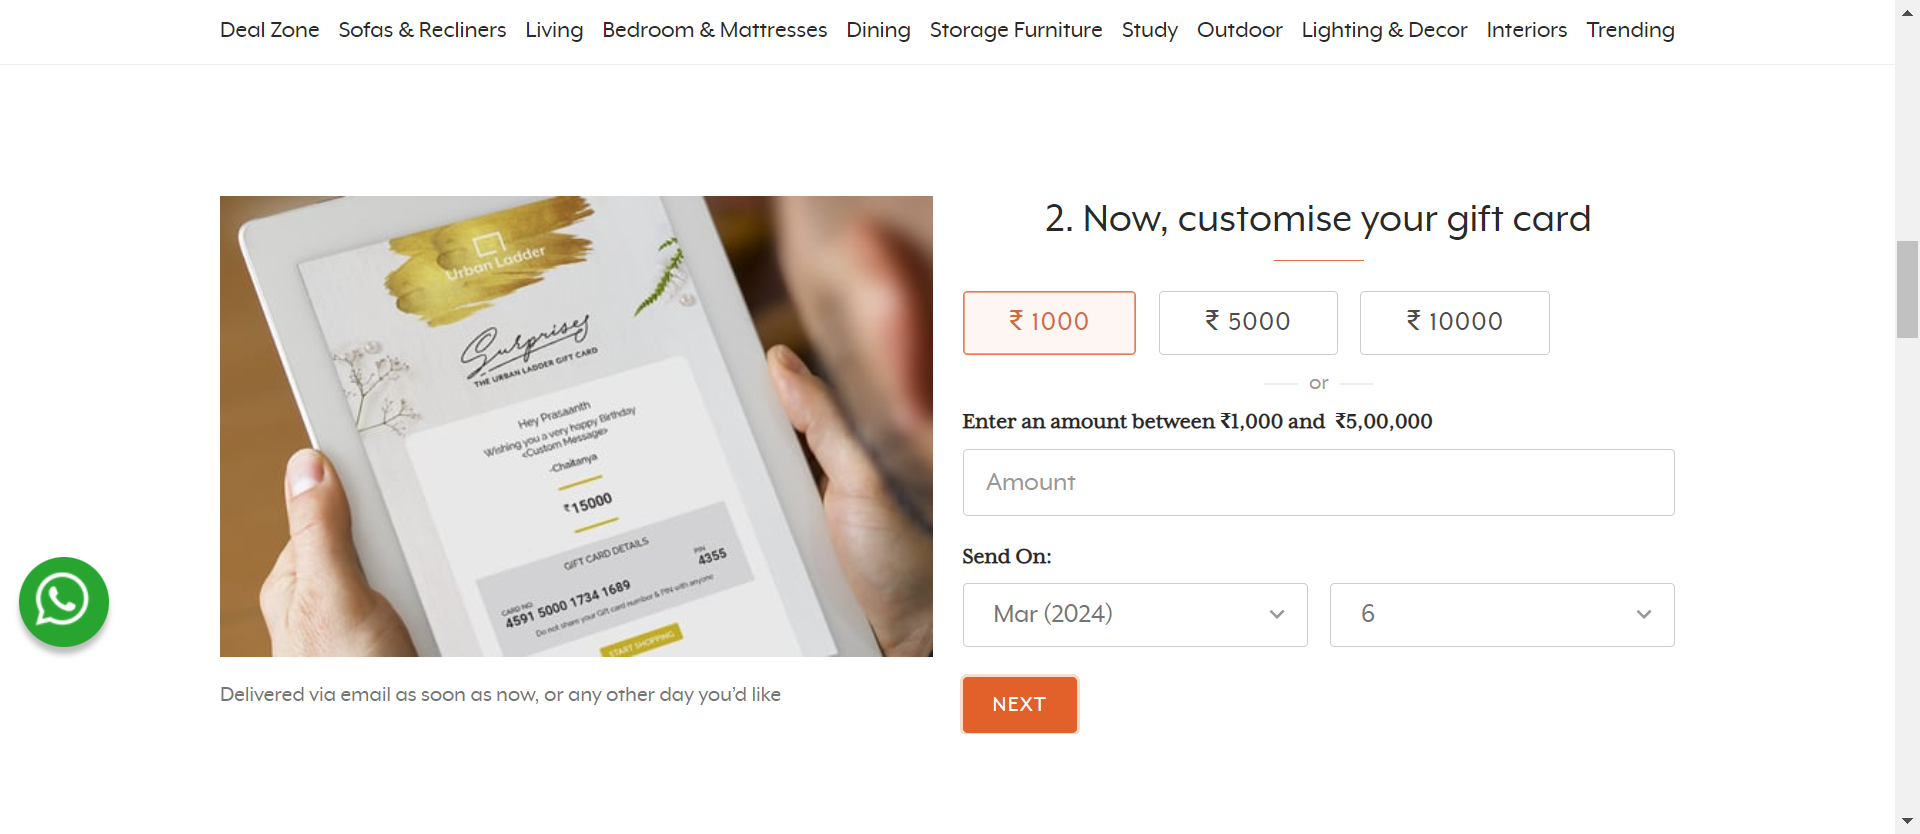 Deal Zone Sofas & Recliners Living Bedroom & Mattresses Dining Storage Furniture Study Outdoor Lighting & Decor Interiors Trending
Urban Ladder
Surprises
THE URBAN LADDER GIFT CARD
Hey Prasaanth
Wishing you a very happy Birthday
<Custom Message>
-Chaitanya
₹15000
GIFT CARD DETAILS
CARD NO. PIN
4591 5000 1734 1689 4355
Do not share your Gift card number & PIN with anyone
START SHOPPING
Delivered via email as soon as now, or any other day you’d like
2. Now, customise your gift card
₹ 1000 ₹ 5000 ₹ 10000
or
Enter an amount between ₹1,000 and ₹5,00,000
Amount
Send On:
Mar (2024) 6
NEXT